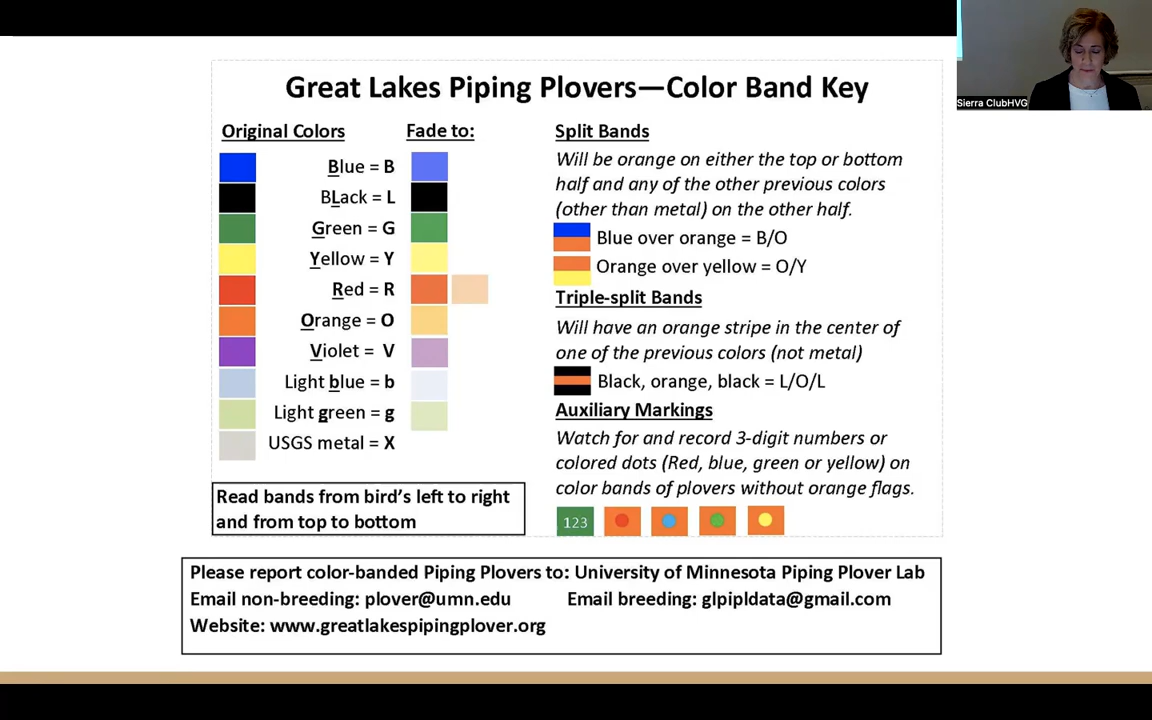 Great Lakes Piping Plovers—Color Band Key
Original Colors
Fade to:
Blue = B
BLack = L
Green = G
Yellow = Y
Red = R
Orange = O
Violet = V
Light blue = b
Light green = g
USGS metal = X
Read bands from bird's left to right
and from top to bottom
Split Bands
Will be orange on either the top or bottom
half and any of the other previous colors
(other than metal) on the other half.
Blue over orange = B/O
Orange over yellow = O/Y
Triple-split Bands
Will have an orange stripe in the center of
one of the previous colors (not metal)
Black, orange, black = L/O/L
Auxiliary Markings
Watch for and record 3-digit numbers or
colored dots (Red, blue, green or yellow) on
color bands of plovers without orange flags.
123
Please report color-banded Piping Plovers to: University of Minnesota Piping Plover Lab
Email non-breeding: plover@umn.edu Email breeding: glpipldata@gmail.com
Website: www.greatlakespipingplover.org
Sierra ClubHVG